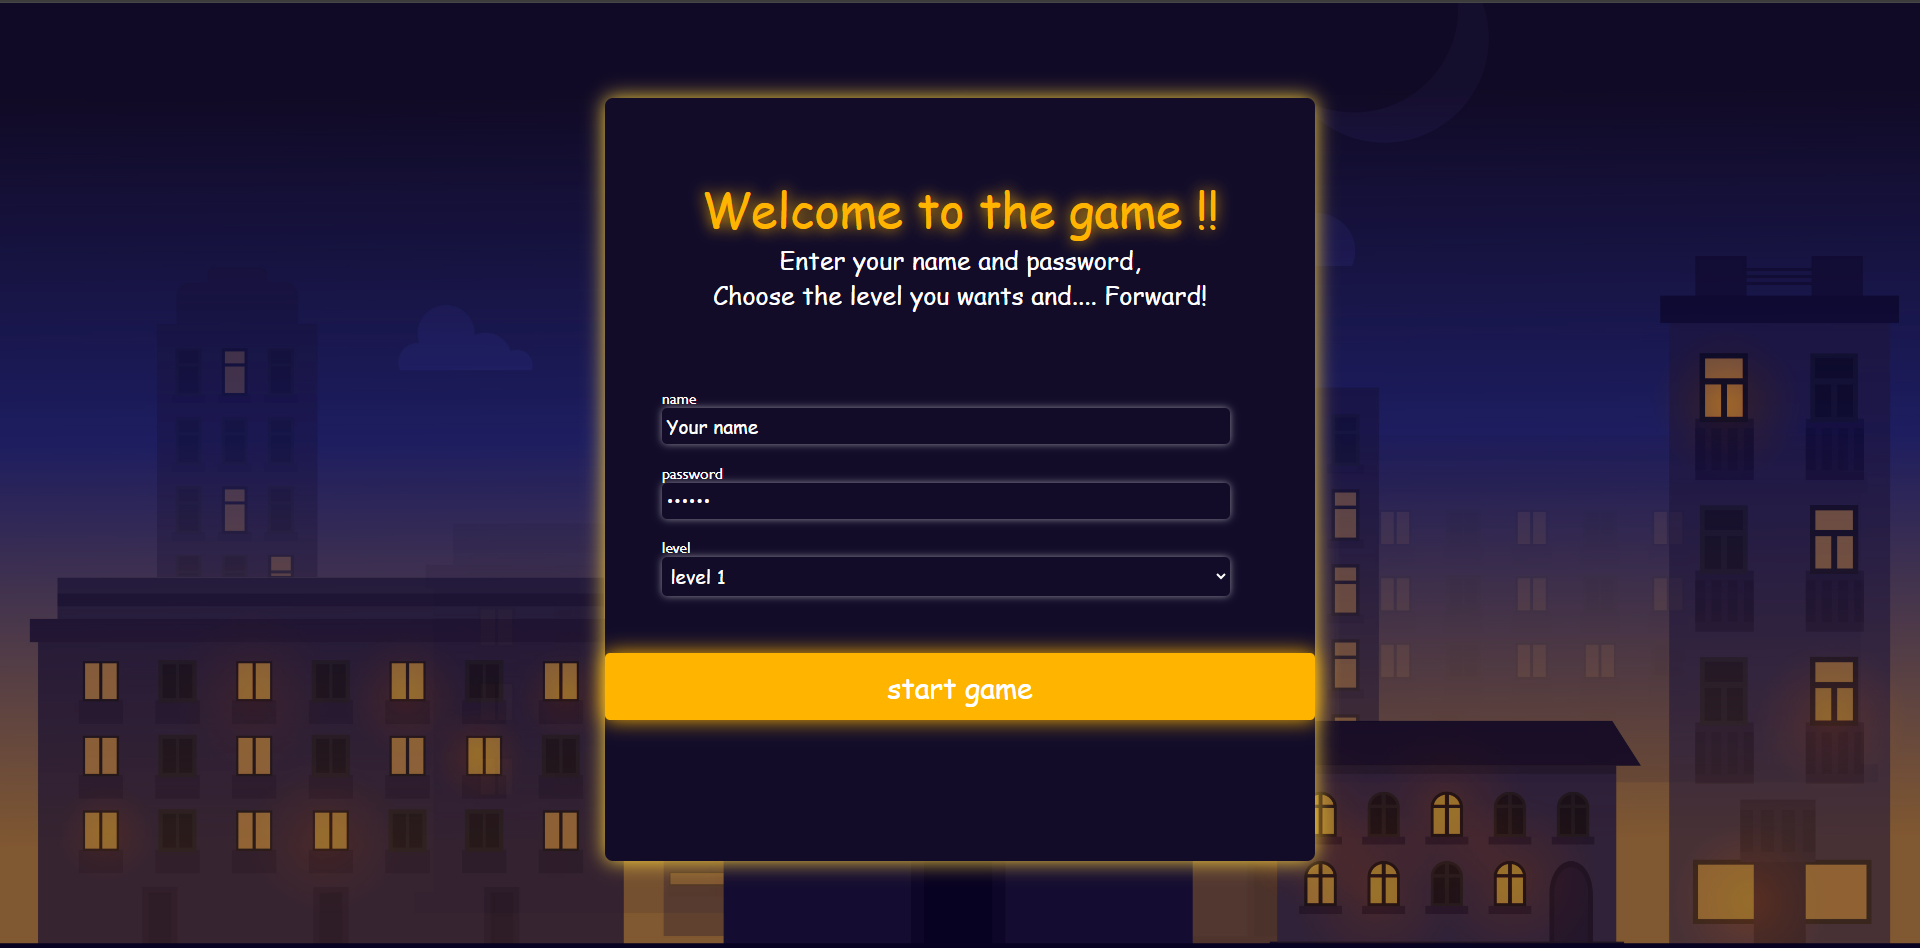 Welcome to the game !!
Enter your name and password,
Choose the level you wants and.... Forward!
name
Your name
password
••••••
level
level 1
start game